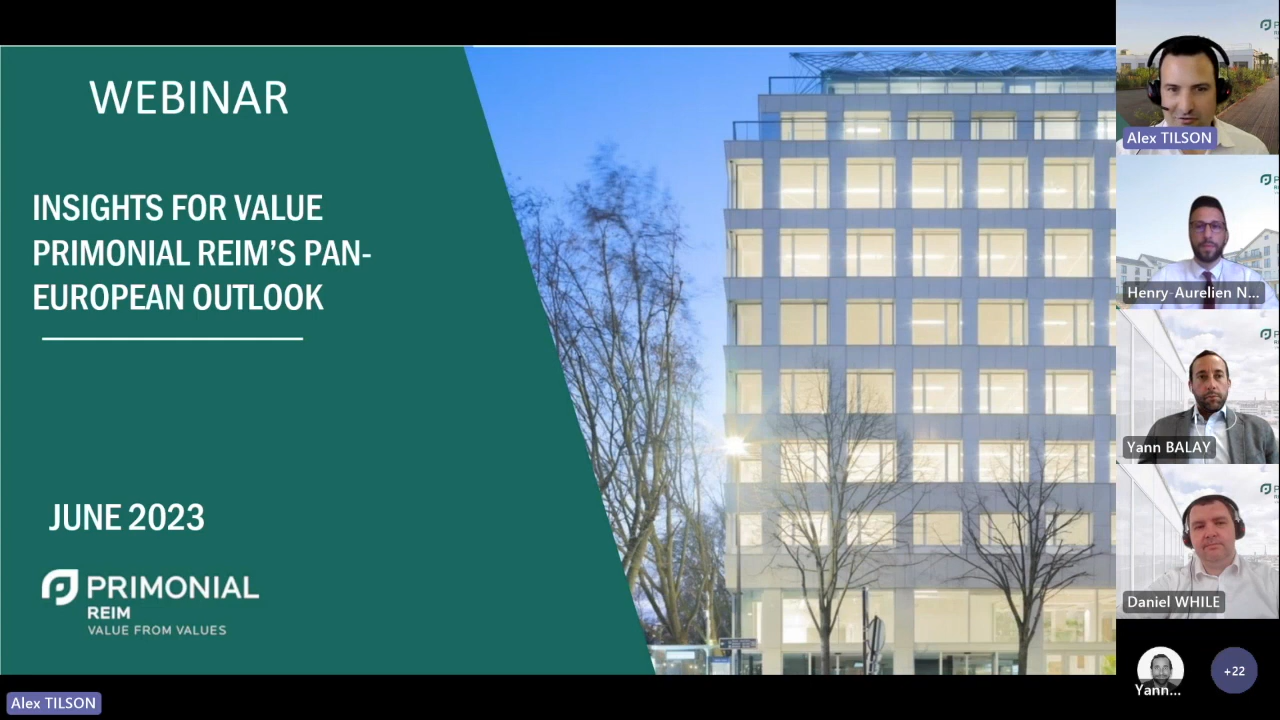 WEBINAR
INSIGHTS FOR VALUE
PRIMONIAL REIM’S PAN-
EUROPEAN OUTLOOK
JUNE 2023
PRIMONIAL
REIM
VALUE FROM VALUES
Alex TILSON
Alex TILSON
Henry-Aurelien N...
Yann BALAY
Daniel WHILE
Yann...
+22